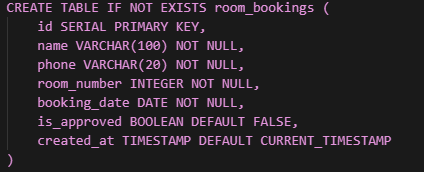 CREATE TABLE IF NOT EXISTS room_bookings (
    id SERIAL PRIMARY KEY,
    name VARCHAR(100) NOT NULL,
    phone VARCHAR(20) NOT NULL,
    room_number INTEGER NOT NULL,
    booking_date DATE NOT NULL,
    is_approved BOOLEAN DEFAULT FALSE,
    created_at TIMESTAMP DEFAULT CURRENT_TIMESTAMP
)